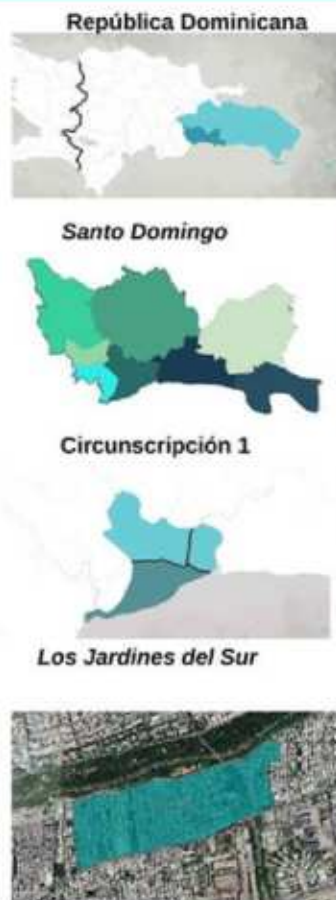 República Dominicana
Santo Domingo
Circunscripción 1
Los Jardines del Sur